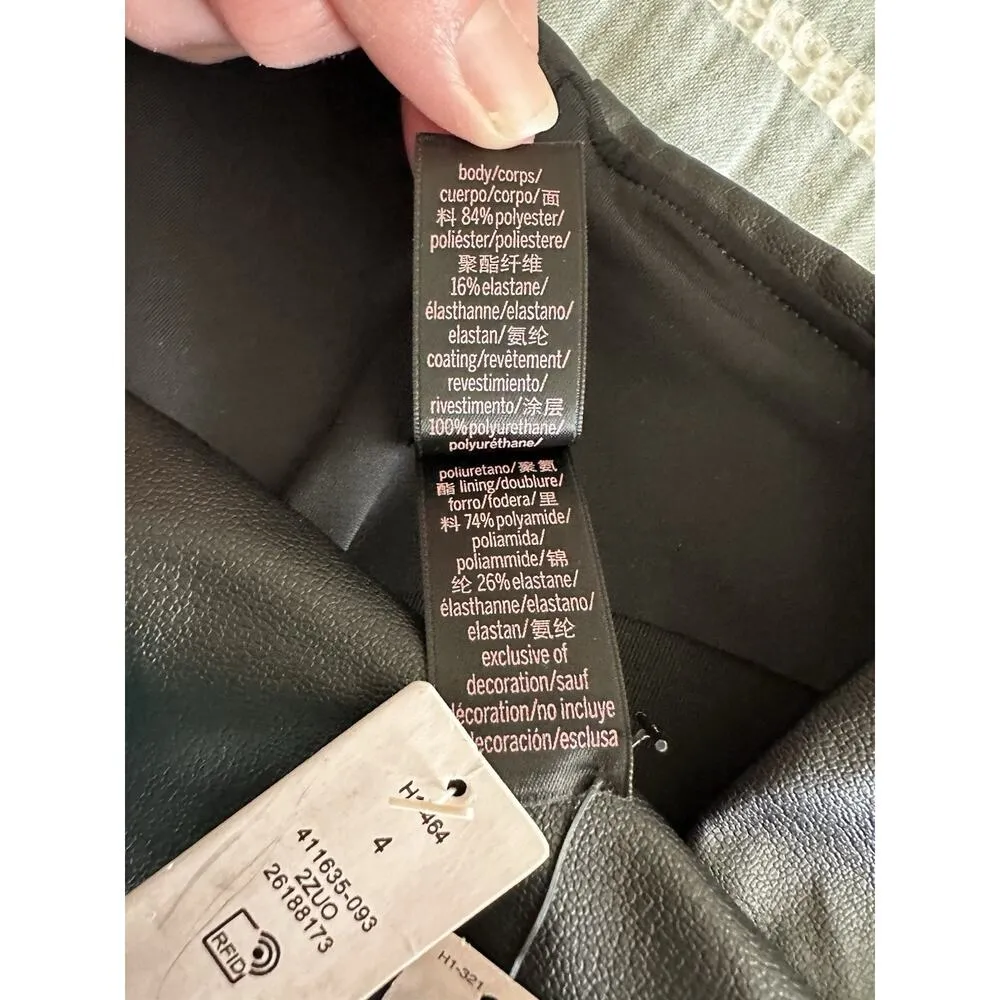 body/corps/
cuerpo/corpo/面
料 84% polyester/
poliéster/poliestere/
聚酯纤维
16% elastane/
élasthanne/elastano/
elastan/氨纶
coating/revêtement/
revestimiento/
rivestimento/涂层
100% polyurethane/
polyuréthane/
poliuretano/聚氨
酯 lining/doublure/
forro/fodera/里
料 74% polyamide/
poliamida/
poliammide/锦
纶 26% elastane/
élasthanne/elastano/
elastan/氨纶
exclusive of
decoration/sauf
écoration/no incluye
ecoración/esclusa
4
411635-093
2ZUO
26188173
RFID
H1-321